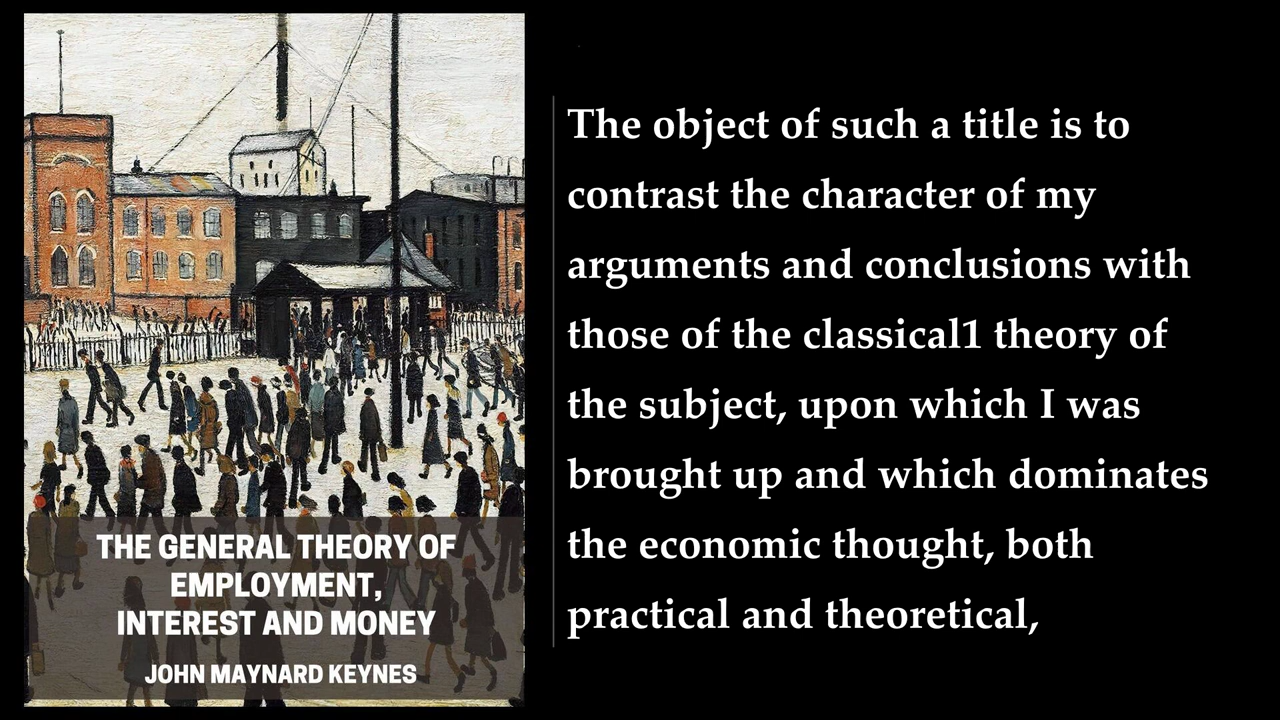 THE GENERAL THEORY OF
EMPLOYMENT,
INTEREST AND MONEY
JOHN MAYNARD KEYNES
The object of such a title is to
contrast the character of my
arguments and conclusions with
those of the classical1 theory of
the subject, upon which I was
brought up and which dominates
the economic thought, both
practical and theoretical,